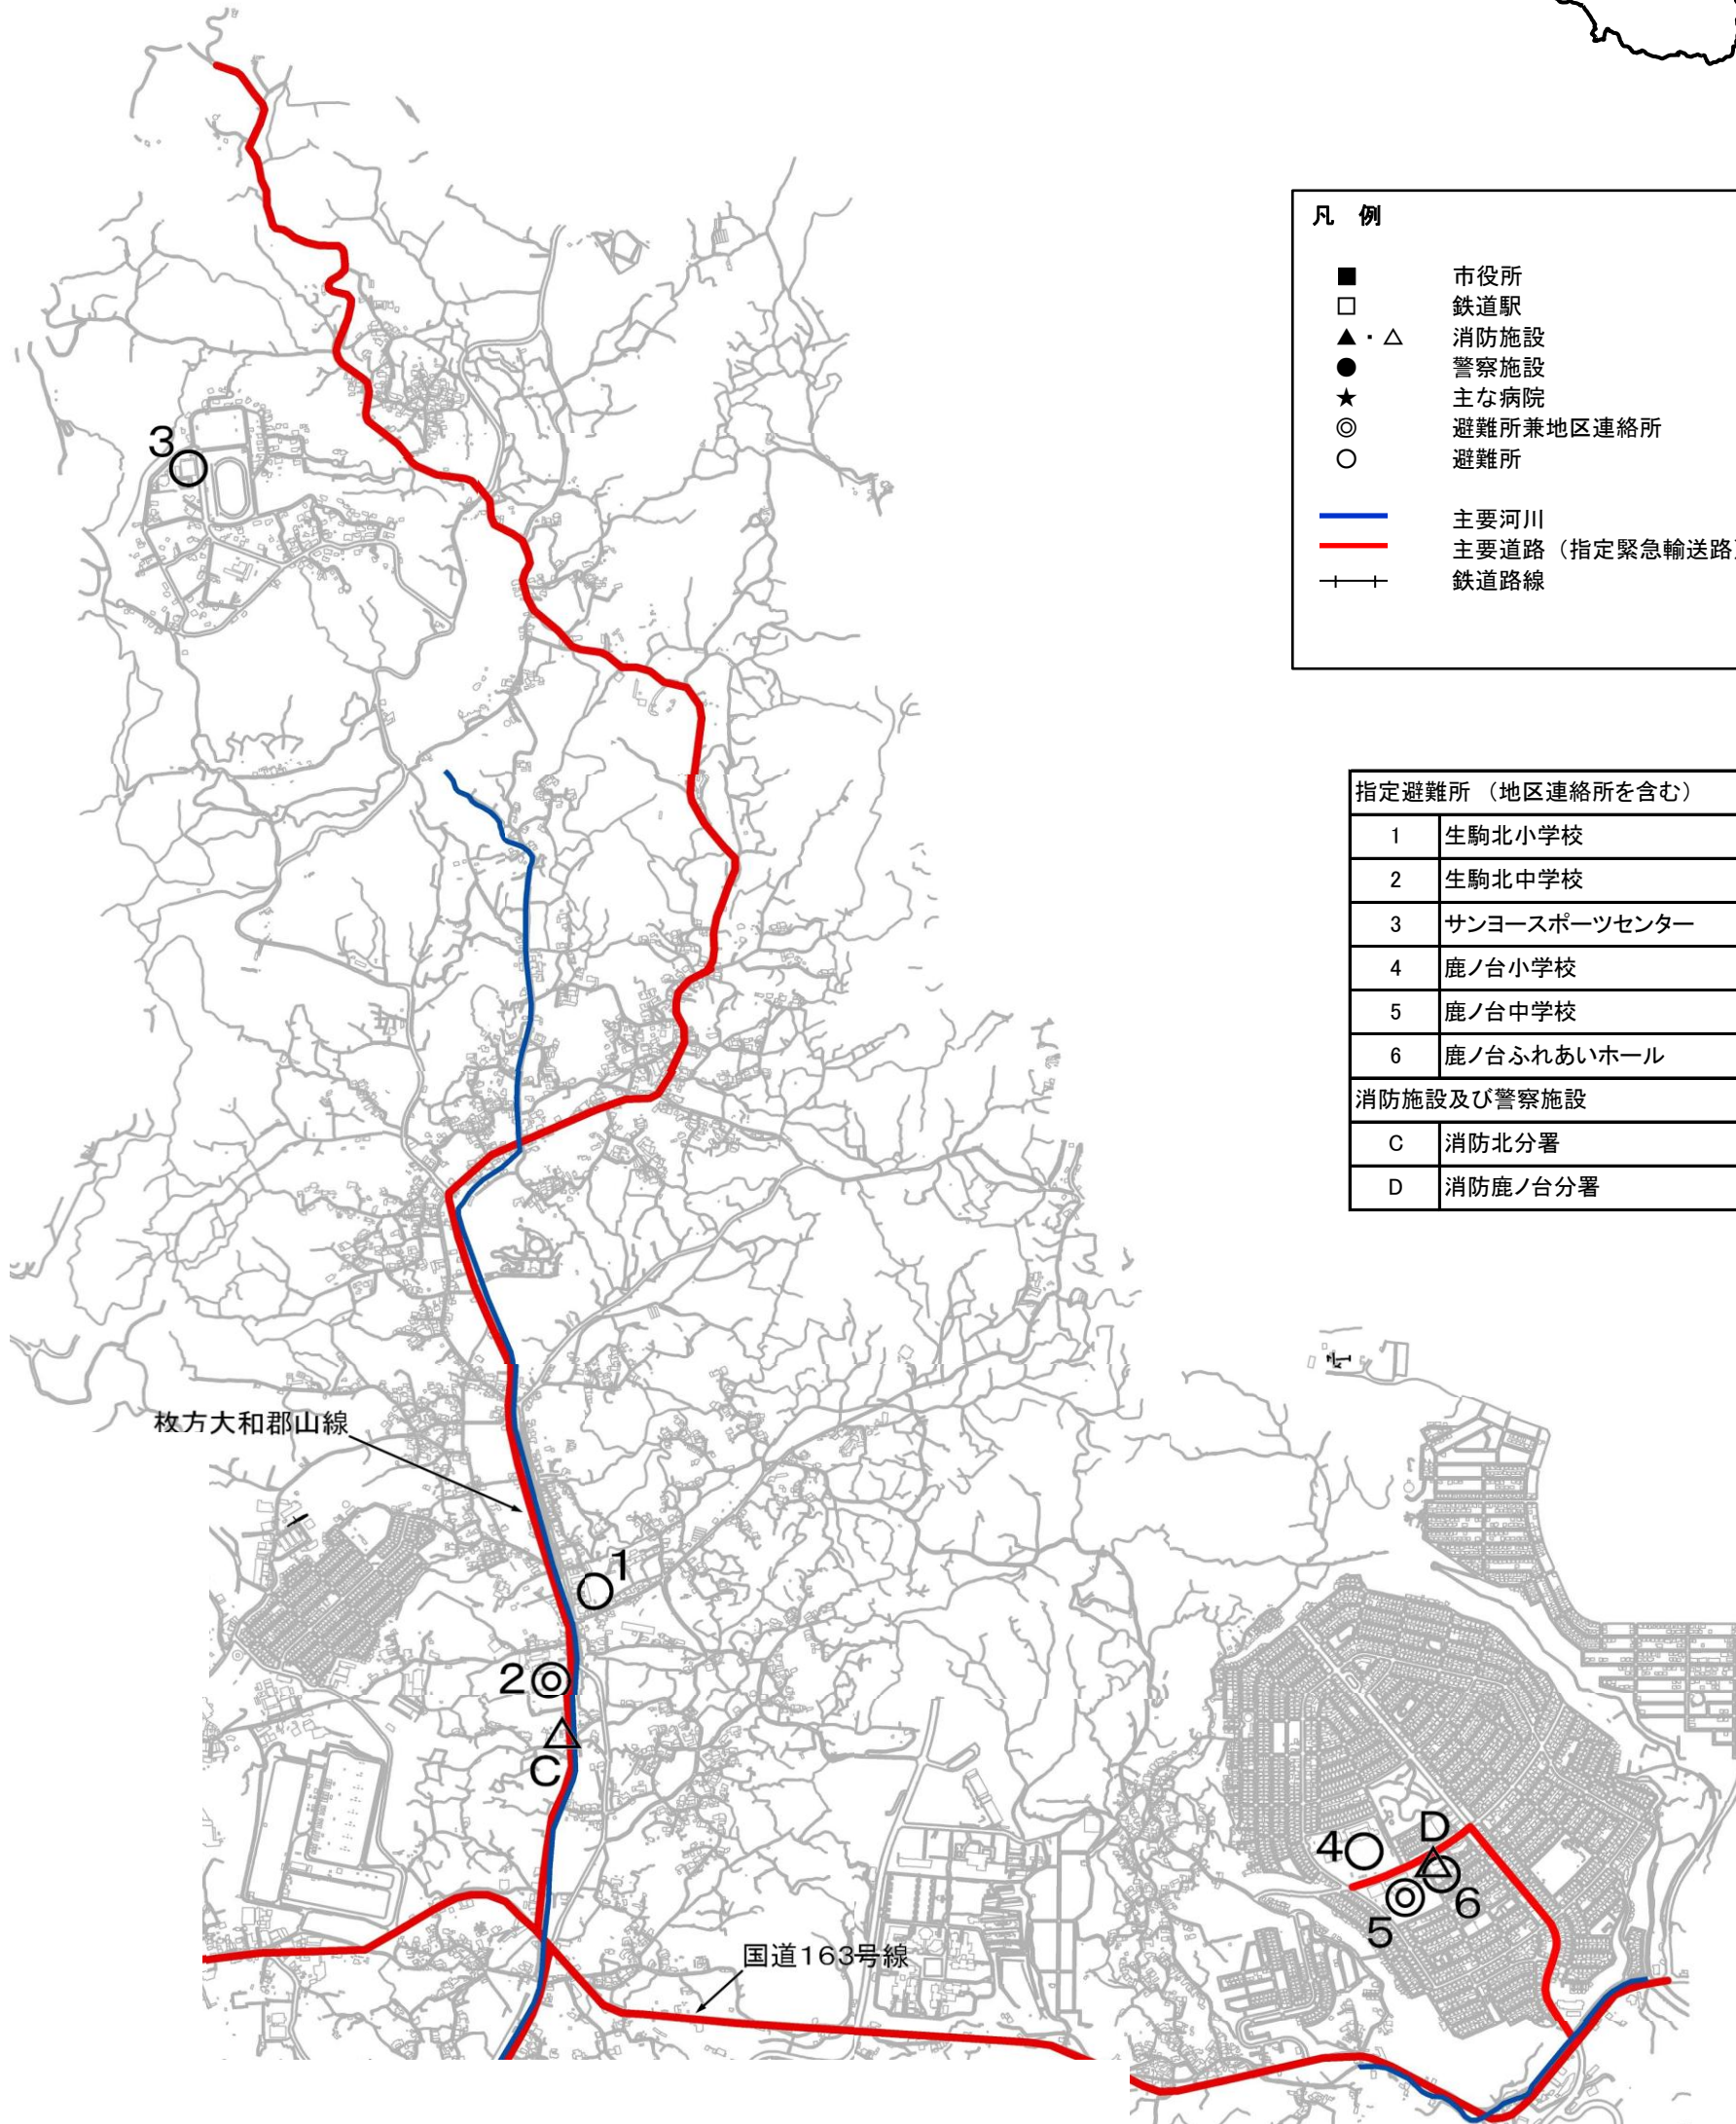 凡 例
■ 市役所
□ 鉄道駅
▲・△ 消防施設
● 警察施設
★ 主な病院
◎ 避難所兼地区連絡所
○ 避難所
主要河川
主要道路（指定緊急輸送路
鉄道路線
3
指定避難所 （地区連絡所を含む）
1 生駒北小学校
2 生駒北中学校
3 サンヨースポーツセンター
4 鹿ノ台小学校
5 鹿ノ台中学校
6 鹿ノ台ふれあいホール
消防施設及び警察施設
C 消防北分署
D 消防鹿ノ台分署
枚方大和郡山線
1
2
C
D
4
6
5
国道163号線